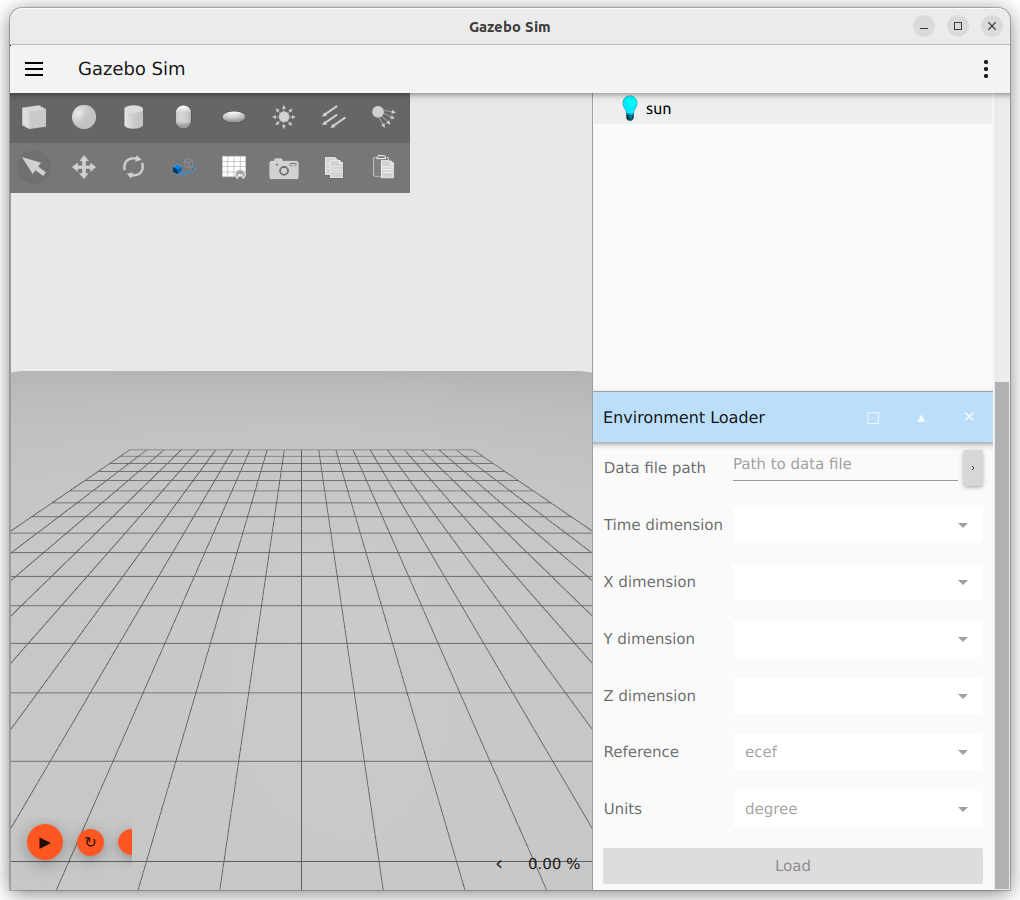 Gazebo Sim
Gazebo Sim
sun
Environment Loader
Data file path Path to data file
Time dimension
X dimension
Y dimension
Z dimension
Reference ecef
Units degree
Load
0.00 %